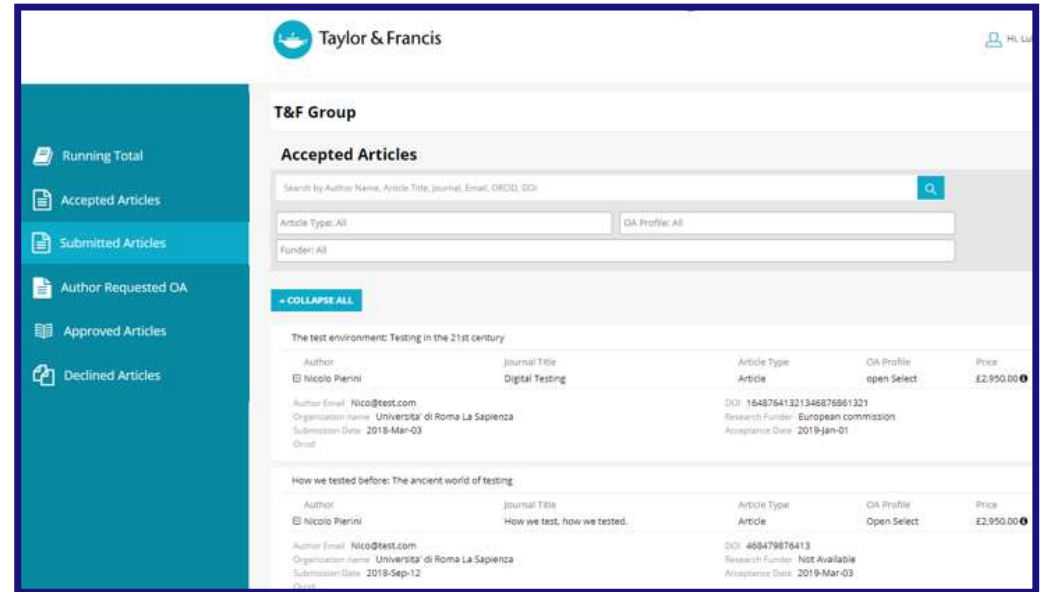 Taylor & Francis
Hi, Lu
T&F Group
Running Total
Accepted Articles
Submitted Articles
Author Requested OA
Approved Articles
Declined Articles
Accepted Articles
Search by Author Name, Article Title, Journal, Email, ORCID, DOI
Article Type: All OA Profile: All
Funder: All
COLLAPSE ALL
The test environment: Testing in the 21st century
Author Journal Title Article Type OA Profile Price
Nicolo Pierini Digital Testing Article open Select £2,950.00
Author Email Nico@test.com DOI 16487641321346876861321
Organization name Universita' di Roma La Sapienza Research Funder European commission
Submission Date 2018-Mar-03 Acceptance Date 2019-Jan-01
Orcid
How we tested before: The ancient world of testing
Author Journal Title Article Type OA Profile Price
Nicolo Pierini How we test, how we tested. Article Open Select £2,950.00
Author Email Nico@test.com DOI 468479876413
Organization name Universita' di Roma La Sapienza Research Funder Not Available
Submission Date 2018-Sep-12 Acceptance Date 2019-Mar-03
Orcid